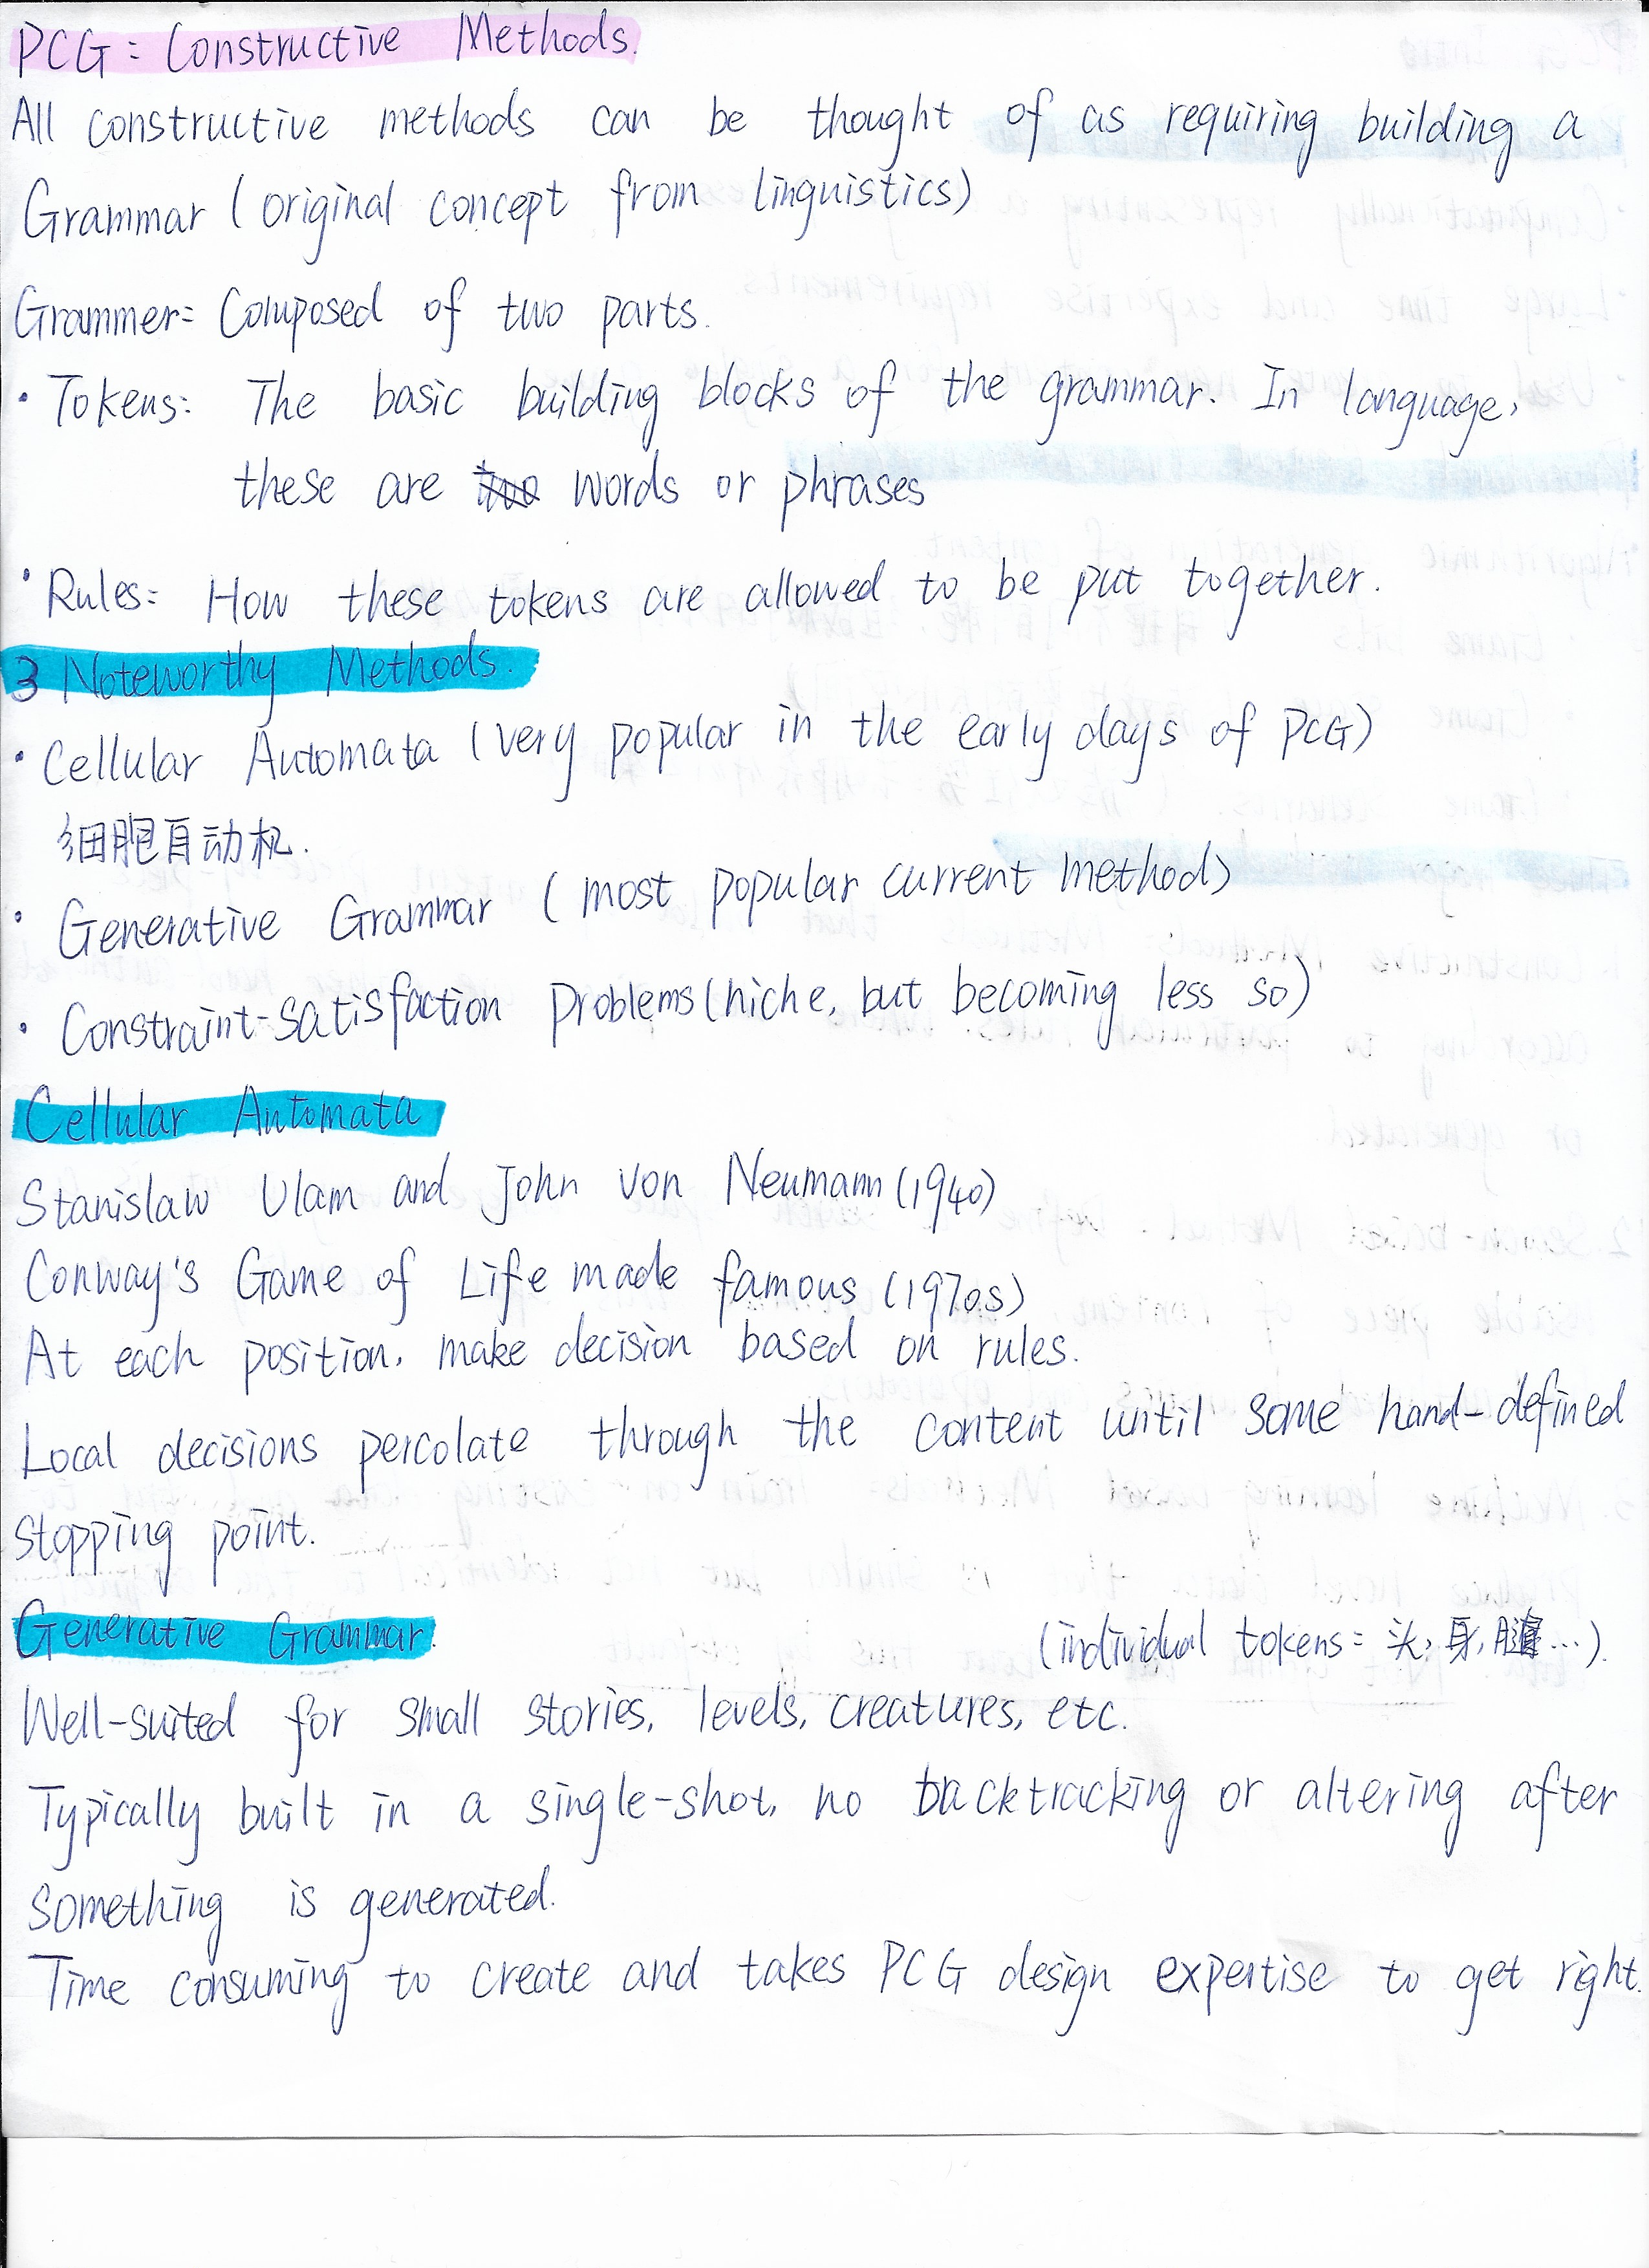 PCG: Constructive Methods.
All constructive methods can be thought of as requiring building a
Grammar (original concept from linguistics)
Grammer: Composed of two parts.
· Tokens: The basic building blocks of the grammar. In language,
these are words or phrases
· Rules: How these tokens are allowed to be put together.
3 Noteworthy Methods.
· Cellular Automata (very popular in the early days of PCG)
细胞自动机.
· Generative Grammar (most popular current method)
· Constraint-satisfaction Problems (niche, but becoming less so)
Cellular Automata
Stanislaw Ulam and John von Neumann (1940)
Conway's Game of Life made famous (1970s)
At each position, make decision based on rules.
Local decisions percolate through the content until some hand-defined
stopping point.
Generative Grammar.
(individual tokens: 头, 身, 腿...).
Well-suited for small stories, levels, creatures, etc.
Typically built in a single-shot, no backtracking or altering after
something is generated.
Time consuming to create and takes PCG design expertise to get right.